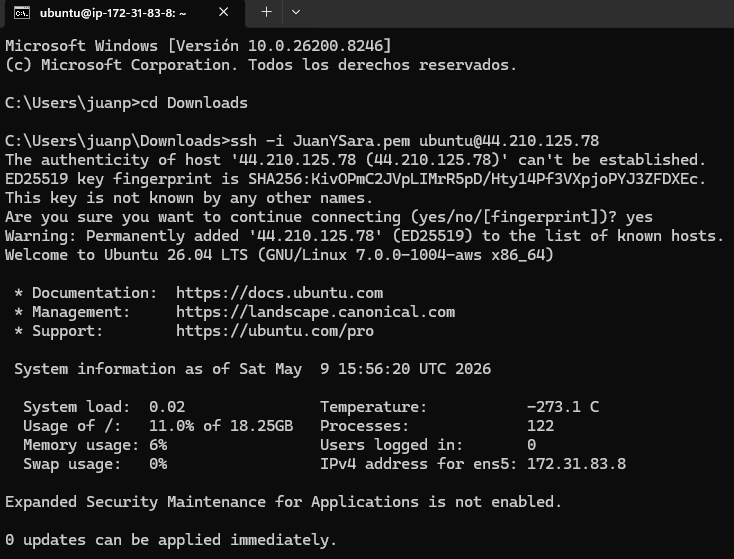 ubuntu@ip-172-31-83-8: ~
Microsoft Windows [Versión 10.0.26200.8246]
(c) Microsoft Corporation. Todos los derechos reservados.
C:\Users\juanp>cd Downloads
C:\Users\juanp\Downloads>ssh -i JuanYSara.pem ubuntu@44.210.125.78
The authenticity of host '44.210.125.78 (44.210.125.78)' can't be established.
ED25519 key fingerprint is SHA256:KivOPmC2JVpLIMrR5pD/Hty14Pf3VXpjoPYJ3ZFDXEc.
This key is not known by any other names.
Are you sure you want to continue connecting (yes/no/[fingerprint])? yes
Warning: Permanently added '44.210.125.78' (ED25519) to the list of known hosts.
Welcome to Ubuntu 26.04 LTS (GNU/Linux 7.0.0-1004-aws x86_64)
* Documentation:  https://docs.ubuntu.com
* Management:     https://landscape.canonical.com
* Support:        https://ubuntu.com/pro
System information as of Sat May  9 15:56:20 UTC 2026
System load:  0.02               Temperature:           -273.1 C
Usage of /:   11.0% of 18.25GB   Processes:             122
Memory usage: 6%                 Users logged in:       0
Swap usage:   0%                 IPv4 address for ens5: 172.31.83.8
Expanded Security Maintenance for Applications is not enabled.
0 updates can be applied immediately.